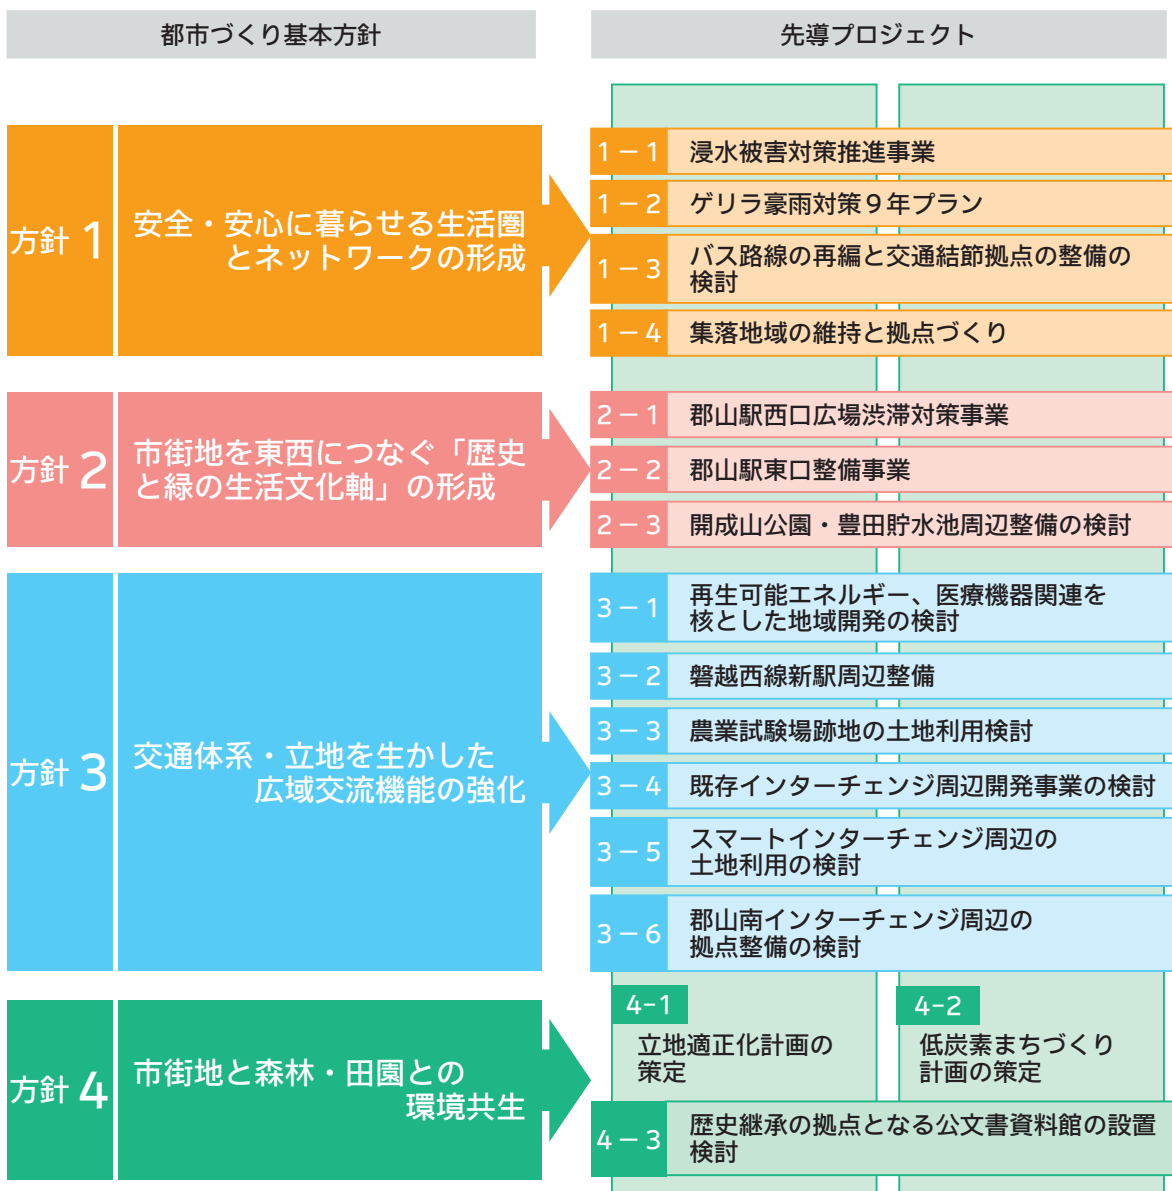 都市づくり基本方針
先導プロジェクト
方針 1
安全・安心に暮らせる生活圏
とネットワークの形成
1－1
浸水被害対策推進事業
1－2
ゲリラ豪雨対策９年プラン
1－3
バス路線の再編と交通結節拠点の整備の
検討
1－4
集落地域の維持と拠点づくり
方針 2
市街地を東西につなぐ「歴史
と緑の生活文化軸」の形成
2－1
郡山駅西口広場渋滞対策事業
2－2
郡山駅東口整備事業
2－3
開成山公園・豊田貯水池周辺整備の検討
方針 3
交通体系・立地を生かした
広域交流機能の強化
3－1
再生可能エネルギー、医療機器関連を
核とした地域開発の検討
3－2
磐越西線新駅周辺整備
3－3
農業試験場跡地の土地利用検討
3－4
既存インターチェンジ周辺開発事業の検討
3－5
スマートインターチェンジ周辺の
土地利用の検討
3－6
郡山南インターチェンジ周辺の
拠点整備の検討
方針 4
市街地と森林・田園との
環境共生
4-1
立地適正化計画の
策定
4-2
低炭素まちづくり
計画の策定
4－3
歴史継承の拠点となる公文書資料館の設置
検討